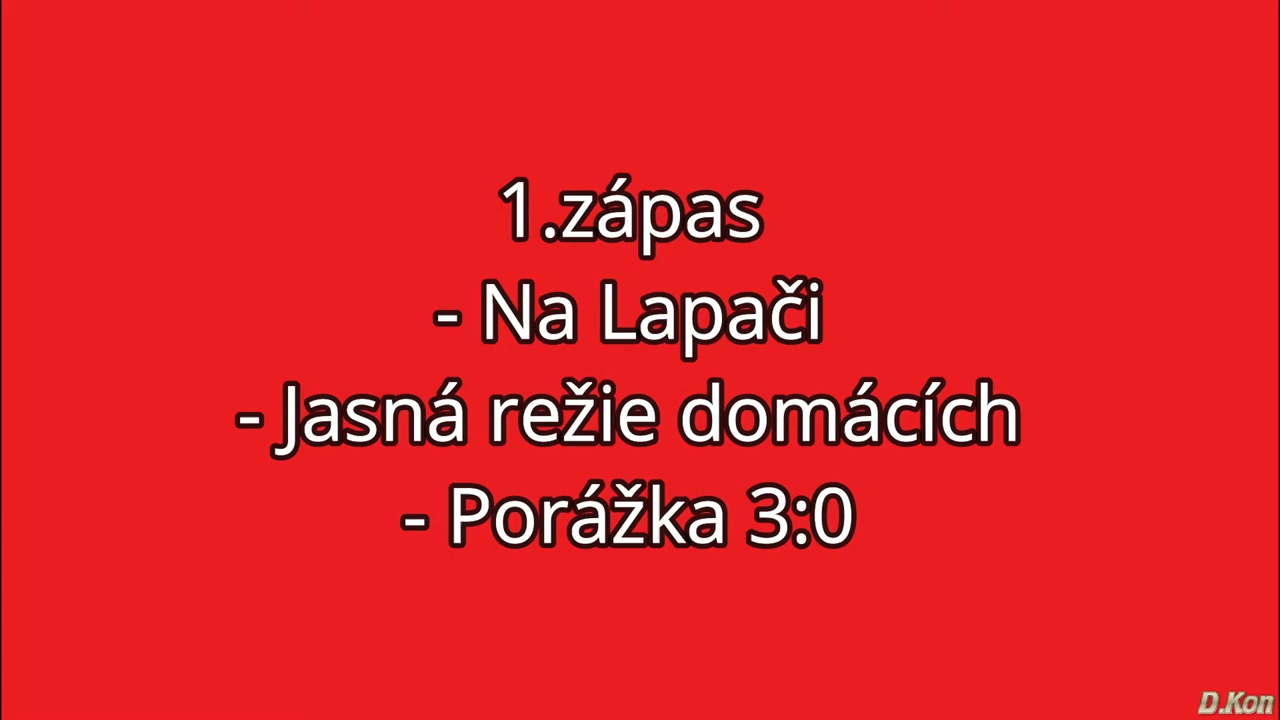 1.zápas
- Na Lapači
- Jasná režie domácích
- Porážka 3:0
D.Kon